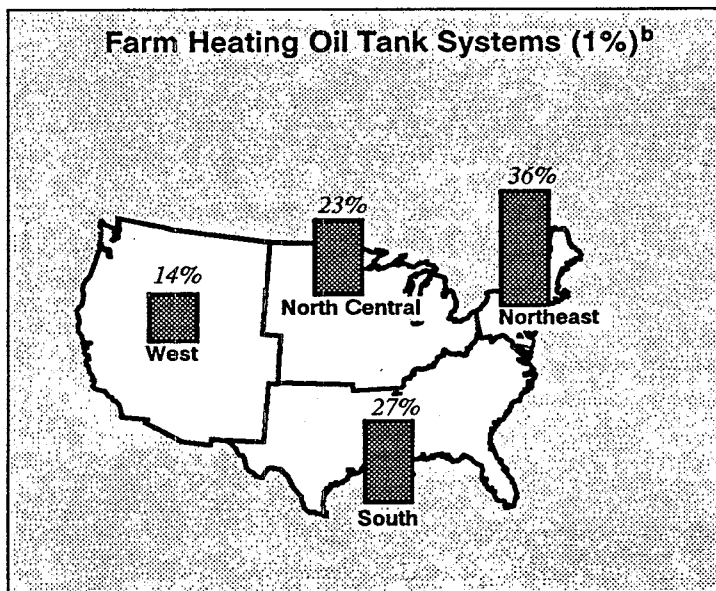 Farm Heating Oil Tank Systems (1%)b
36%
23%
14%
North Central
Northeast
West
27%
South